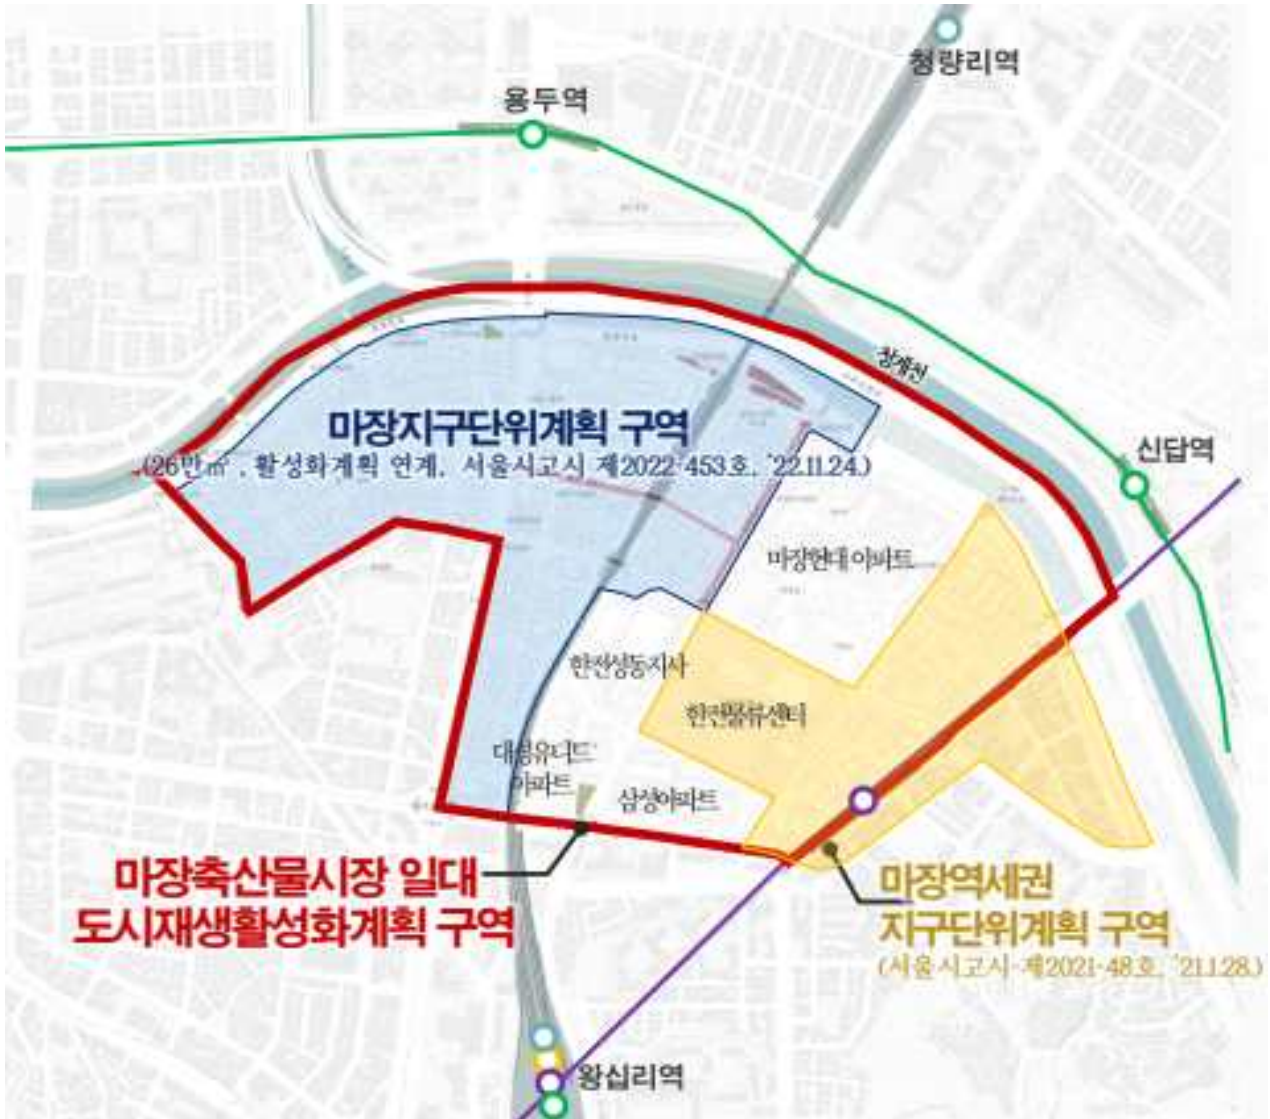 청량리역
용두역
청계천
마장지구단위계획 구역
(26만㎡, 활성화계획 연계, 서울시고시 제2022-453호, '22.11.24.)
신답역
마장현대 아파트
한전성동지사
한전물류센터
대성유니드
아파트
삼성아파트
마장축산물시장 일대
도시재생활성화계획 구역
마장역세권
지구단위계획 구역
(서울시고시 제2021-48호, '21.1.28.)
왕십리역